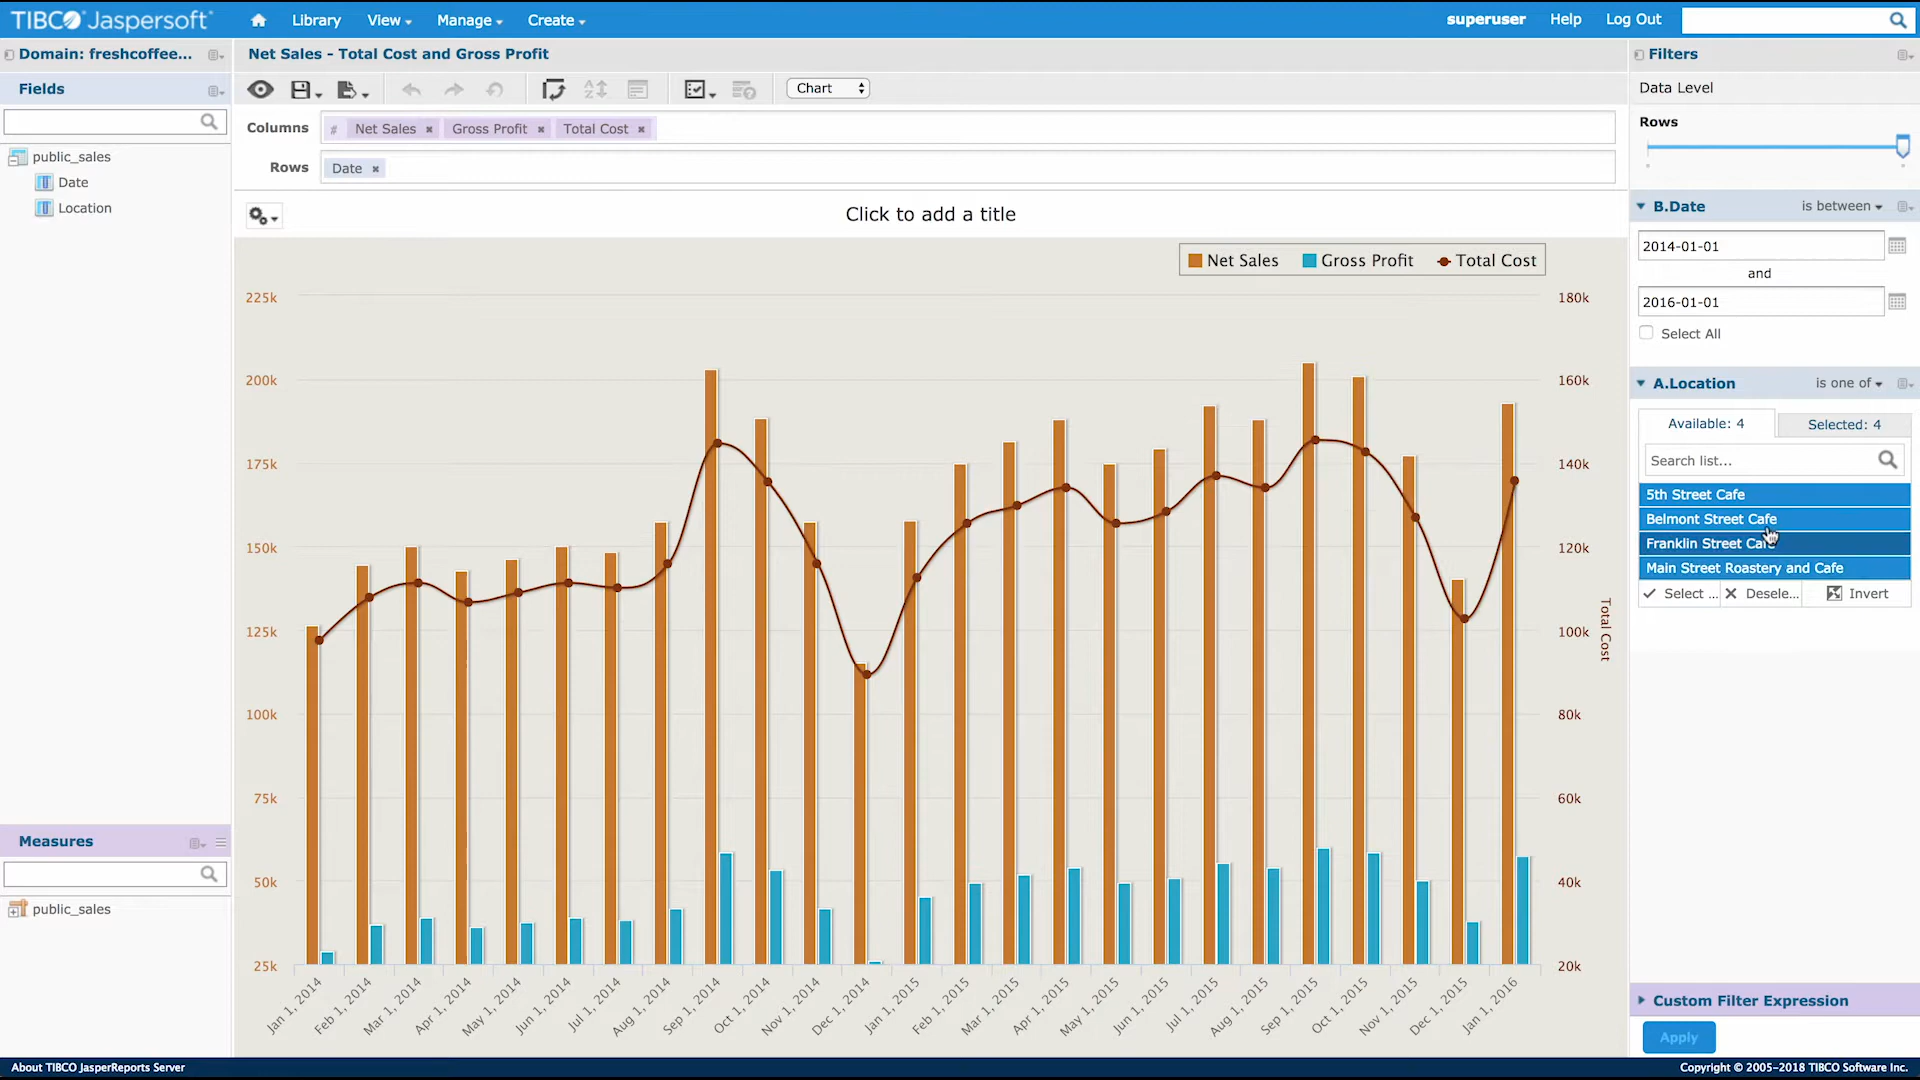 TIBCO Jaspersoft
Library
View
Manage
Create
superuser
Help
Log Out
Domain: freshcoffee...
Net Sales - Total Cost and Gross Profit
Filters
Fields
Chart
Data Level
Columns
# Net Sales × Gross Profit × Total Cost ×
Rows
Date ×
Rows
public_sales
Date
Location
Click to add a title
B.Date
is between
2014-01-01
and
2016-01-01
Select All
Net Sales
Gross Profit
Total Cost
225k
200k
175k
150k
125k
100k
75k
50k
25k
180k
160k
140k
120k
100k
80k
60k
40k
20k
Total Cost
Jan 1, 2014
Feb 1, 2014
Mar 1, 2014
Apr 1, 2014
May 1, 2014
Jun 1, 2014
Jul 1, 2014
Aug 1, 2014
Sep 1, 2014
Oct 1, 2014
Nov 1, 2014
Dec 1, 2014
Jan 1, 2015
Feb 1, 2015
Mar 1, 2015
Apr 1, 2015
May 1, 2015
Jun 1, 2015
Jul 1, 2015
Aug 1, 2015
Sep 1, 2015
Oct 1, 2015
Nov 1, 2015
Dec 1, 2015
Jan 1, 2016
A.Location
is one of
Available: 4
Selected: 4
Search list...
5th Street Cafe
Belmont Street Cafe
Franklin Street Cafe
Main Street Roastery and Cafe
Select ...
Desele...
Invert
Measures
public_sales
Custom Filter Expression
Apply
About TIBCO JasperReports Server
Copyright © 2005-2018 TIBCO Software Inc.